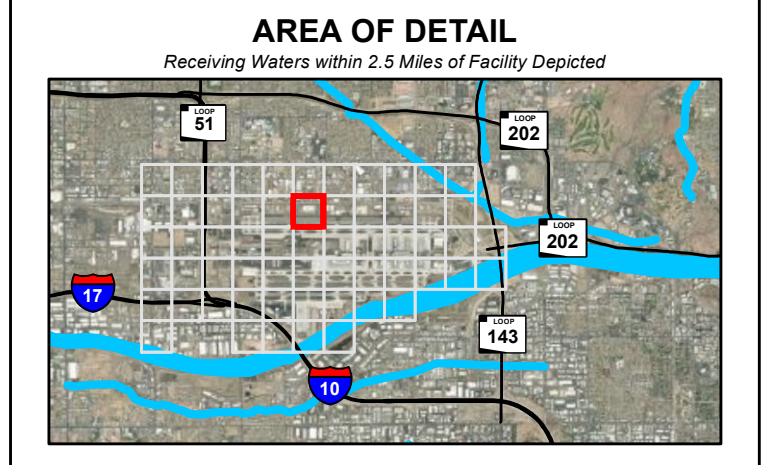 AREA OF DETAIL
Receiving Waters within 2.5 Miles of Facility Depicted
LOOP
51
LOOP
202
LOOP
202
17
LOOP
143
10